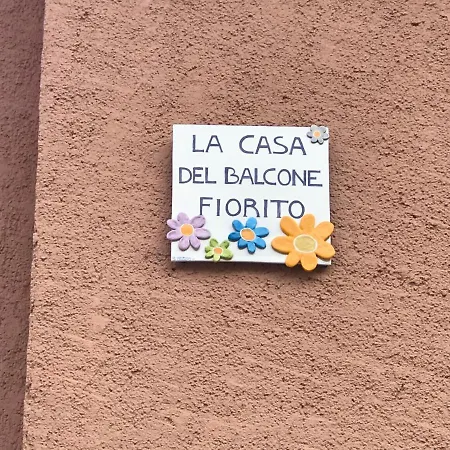 LA CASA
DEL BALCONE
FIORITO